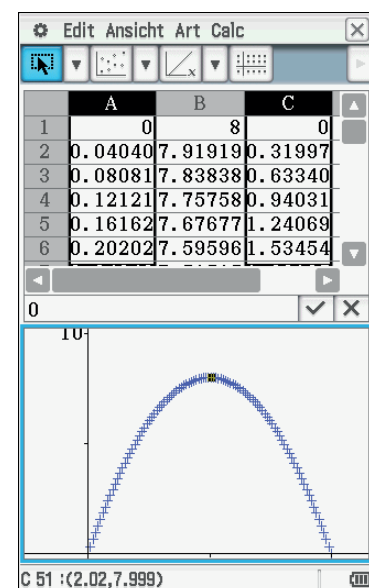 Edit Ansicht Art Calc
A B C
1 0 8 0
2 0.04040 7.91919 0.31997
3 0.08081 7.83838 0.63340
4 0.12121 7.75758 0.94031
5 0.16162 7.67677 1.24069
6 0.20202 7.59596 1.53454
0
10
C 51 :(2.02,7.999)